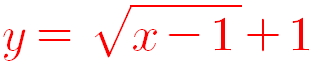 y = √(x − 1) + 1